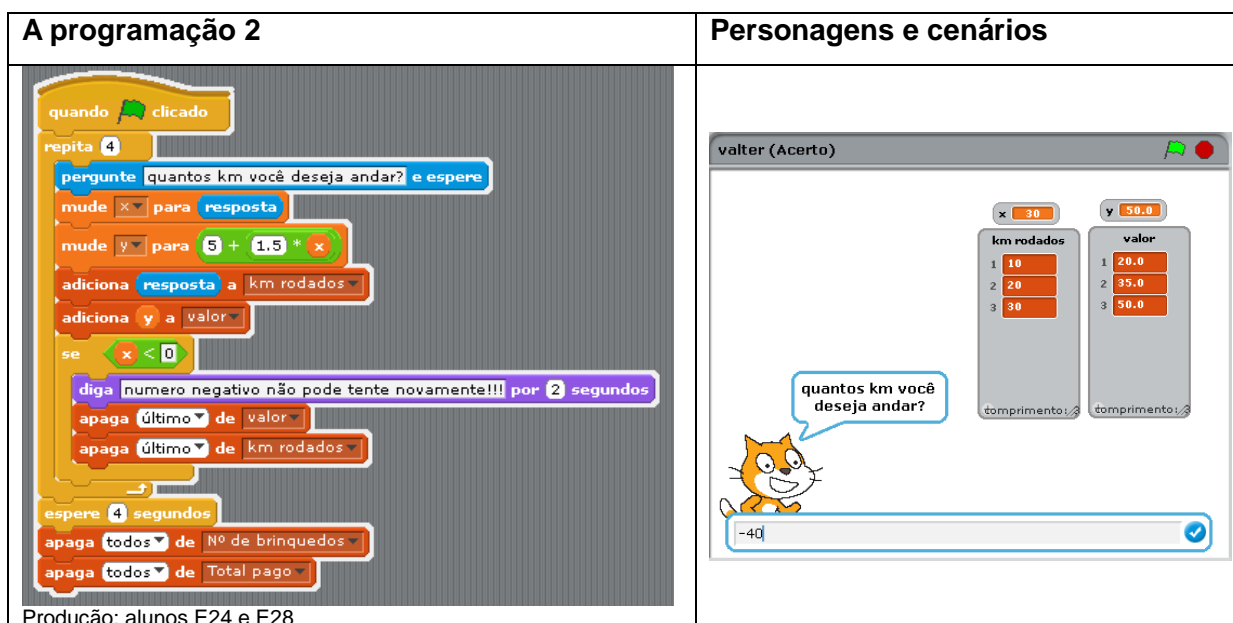 A programação 2
quando clicado
repita 4
pergunte quantos km você deseja andar? e espere
mude x para resposta
mude y para 5 + 1.5 * x
adiciona resposta a km rodados
adiciona y a valor
se x < 0
diga numero negativo não pode tente novamente!!! por 2 segundos
apaga último de valor
apaga último de km rodados
espere 4 segundos
apaga todos de Nº de brinquedos
apaga todos de Total pago
Produção: alunos E24 e E28
Personagens e cenários
valter (Acerto)
x 30
km rodados
1 10
2 20
3 30
comprimento: 3
y 50.0
valor
1 20.0
2 35.0
3 50.0
comprimento: 3
quantos km você
deseja andar?
-40